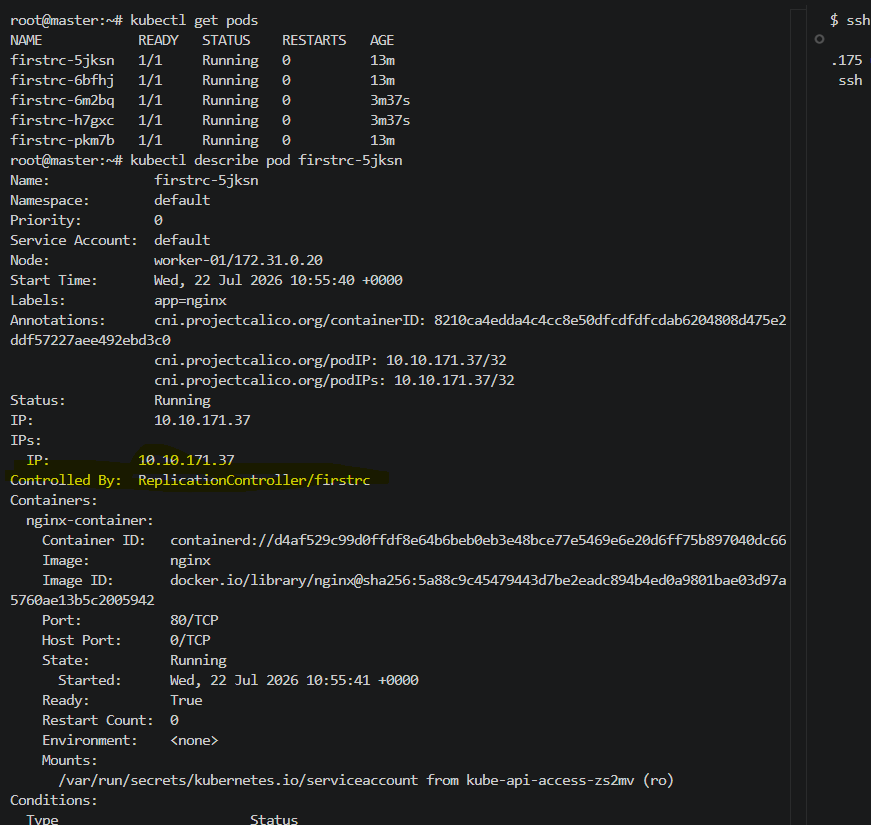 root@master:~# kubectl get pods
NAME            READY   STATUS    RESTARTS   AGE
firstrc-5jksn   1/1     Running   0          13m
firstrc-6bfhj   1/1     Running   0          13m
firstrc-6m2bq   1/1     Running   0          3m37s
firstrc-h7gxc   1/1     Running   0          3m37s
firstrc-pkm7b   1/1     Running   0          13m
root@master:~# kubectl describe pod firstrc-5jksn
Name:             firstrc-5jksn
Namespace:        default
Priority:         0
Service Account:  default
Node:             worker-01/172.31.0.20
Start Time:       Wed, 22 Jul 2026 10:55:40 +0000
Labels:           app=nginx
Annotations:      cni.projectcalico.org/containerID: 8210ca4edda4c4cc8e50dfcdfdfcdab6204808d475e2
ddf57227aee492ebd3c0
                  cni.projectcalico.org/podIP: 10.10.171.37/32
                  cni.projectcalico.org/podIPs: 10.10.171.37/32
Status:           Running
IP:               10.10.171.37
IPs:
  IP:           10.10.171.37
Controlled By:  ReplicationController/firstrc
Containers:
  nginx-container:
    Container ID:   containerd://d4af529c99d0ffdf8e64b6beb0eb3e48bce77e5469e6e20d6ff75b897040dc66
    Image:          nginx
    Image ID:       docker.io/library/nginx@sha256:5a88c9c45479443d7be2eadc894b4ed0a9801bae03d97a
5760ae13b5c2005942
    Port:           80/TCP
    Host Port:      0/TCP
    State:          Running
      Started:      Wed, 22 Jul 2026 10:55:41 +0000
    Ready:          True
    Restart Count:  0
    Environment:    <none>
    Mounts:
      /var/run/secrets/kubernetes.io/serviceaccount from kube-api-access-zs2mv (ro)
Conditions:
  Type                        Status
$ ssh
.175
ssh